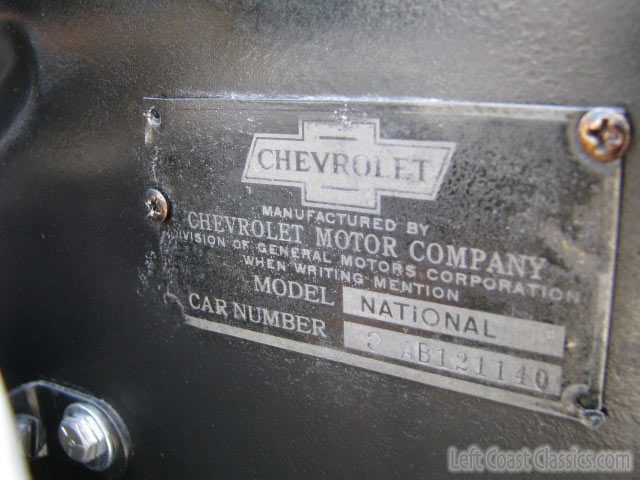 CHEVROLET
MANUFACTURED BY
CHEVROLET MOTOR COMPANY
DIVISION OF GENERAL MOTORS CORPORATION
WHEN WRITING MENTION
MODEL NATIONAL
CAR NUMBER 3 AB121140
Left Coast Classics.com